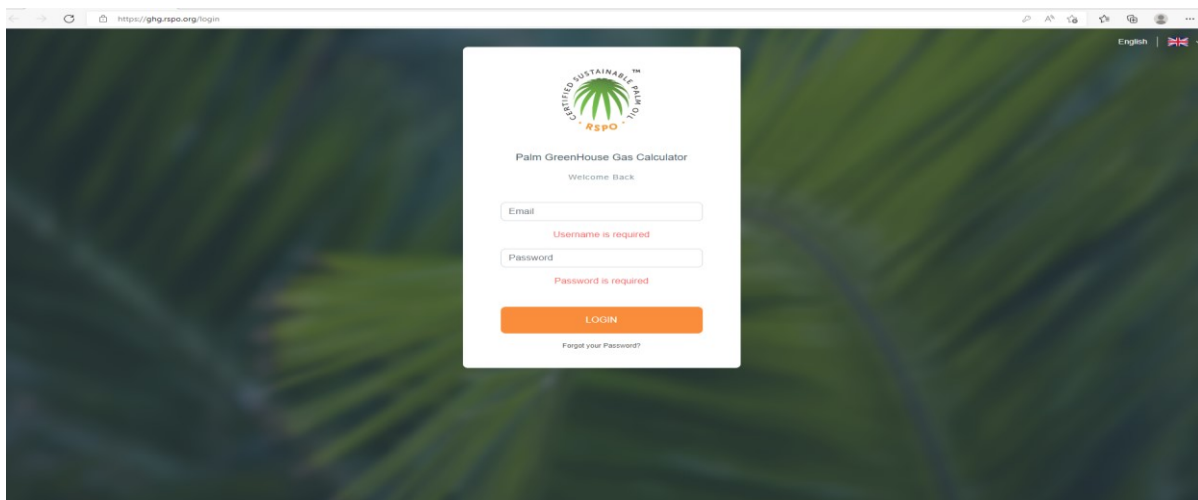 https://ghg.rspo.org/login
English |
CERTIFIED SUSTAINABLE PALM OIL ™
RSPO
Palm GreenHouse Gas Calculator
Welcome Back
Email
Username is required
Password
Password is required
LOGIN
Forgot your Password?